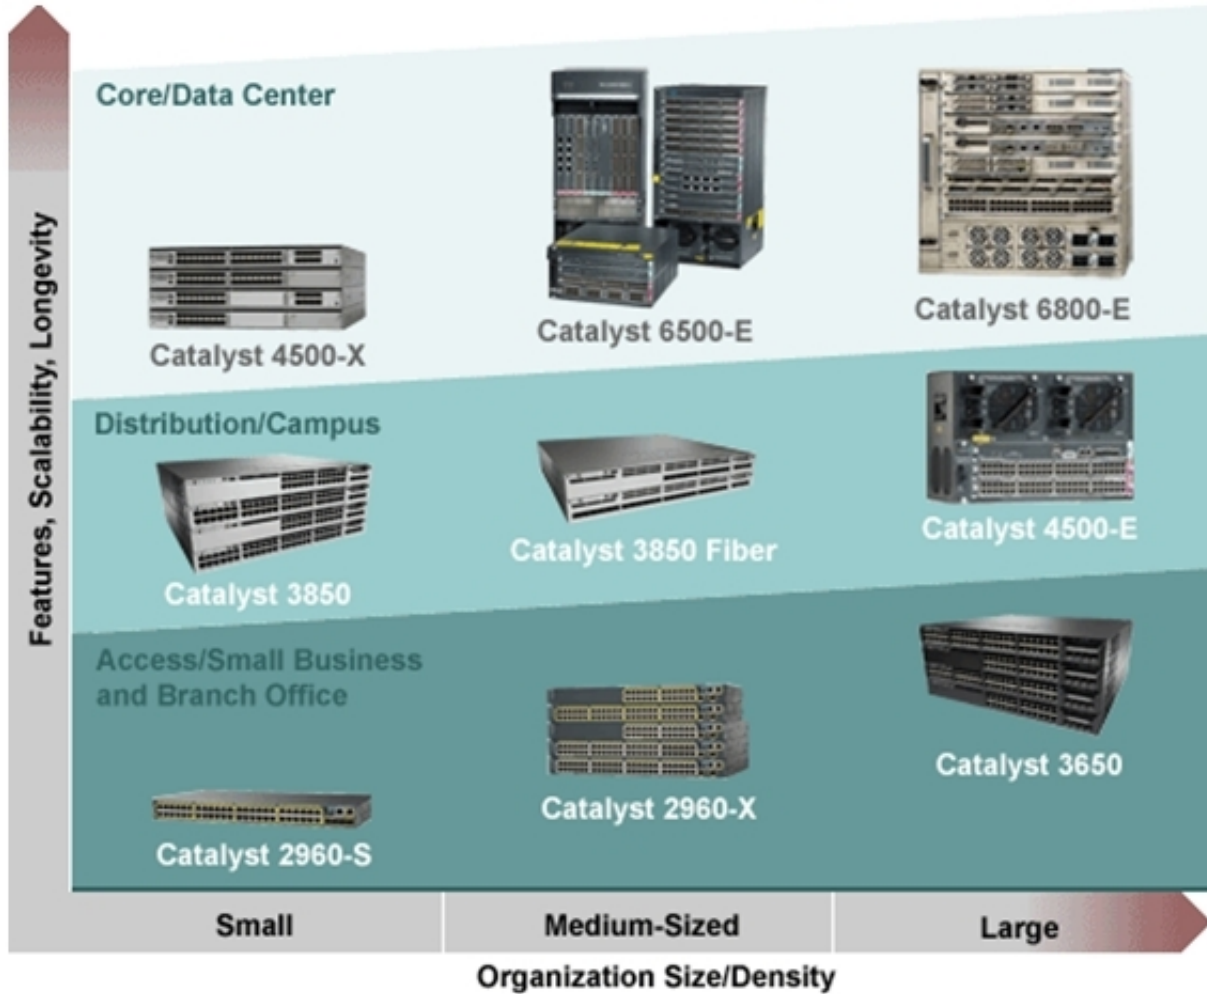 Core/Data Center
Catalyst 4500-X
Catalyst 6500-E
Catalyst 6800-E
Distribution/Campus
Catalyst 3850
Catalyst 3850 Fiber
Catalyst 4500-E
Access/Small Business
and Branch Office
Catalyst 2960-S
Catalyst 2960-X
Catalyst 3650
Features, Scalability, Longevity
Small
Medium-Sized
Large
Organization Size/Density